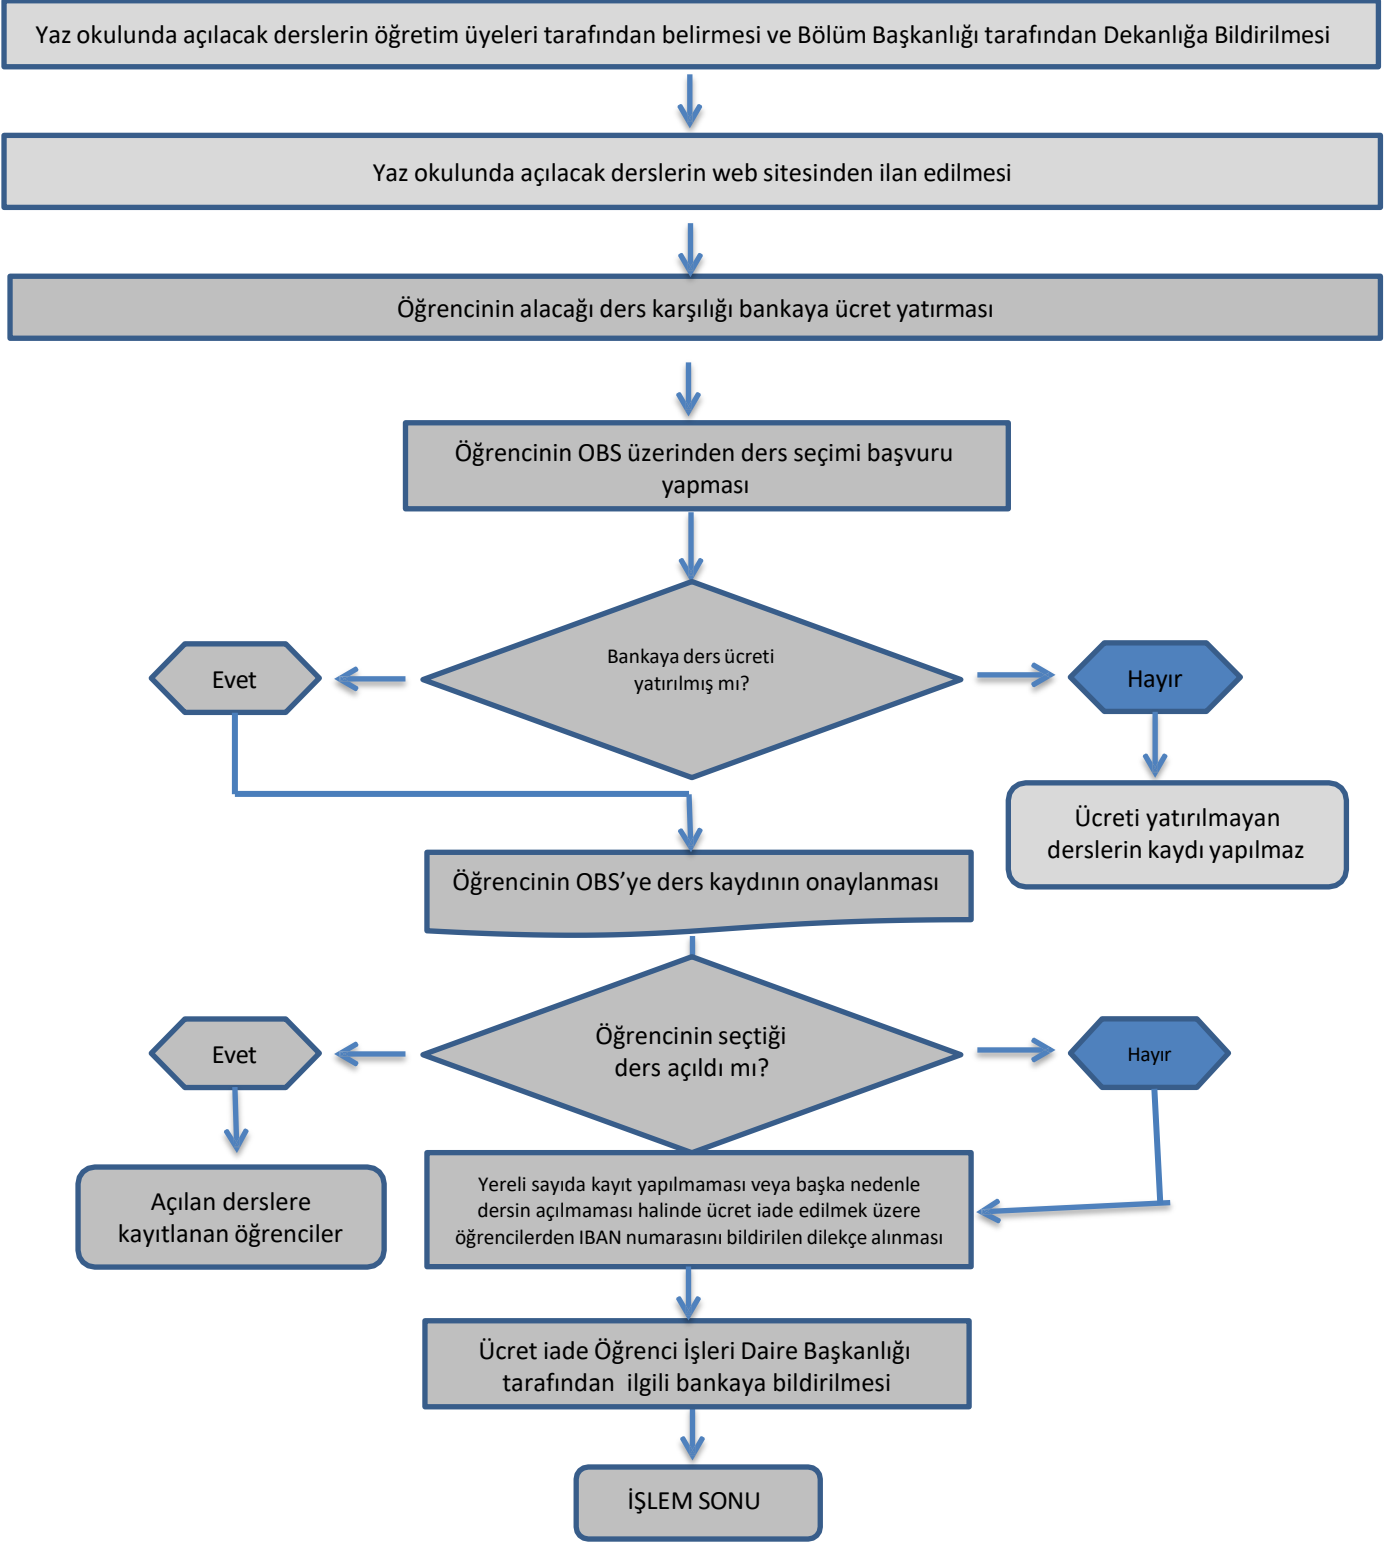 Yaz okulunda açılacak derslerin öğretim üyeleri tarafından belirmesi ve Bölüm Başkanlığı tarafından Dekanlığa Bildirilmesi
Yaz okulunda açılacak derslerin web sitesinden ilan edilmesi
Öğrencinin alacağı ders karşılığı bankaya ücret yatırması
Öğrencinin OBS üzerinden ders seçimi başvuru
yapması
Bankaya ders ücreti
yatırılmış mı?
Evet
Hayır
Ücreti yatırılmayan
derslerin kaydı yapılmaz
Öğrencinin OBS’ye ders kaydının onaylanması
Öğrencinin seçtiği
ders açıldı mı?
Evet
Hayır
Açılan derslere
kayıtlanan öğrenciler
Yereli sayıda kayıt yapılmaması veya başka nedenle
dersin açılmaması halinde ücret iade edilmek üzere
öğrencilerden IBAN numarasını bildirilen dilekçe alınması
Ücret iade Öğrenci İşleri Daire Başkanlığı
tarafından ilgili bankaya bildirilmesi
İŞLEM SONU